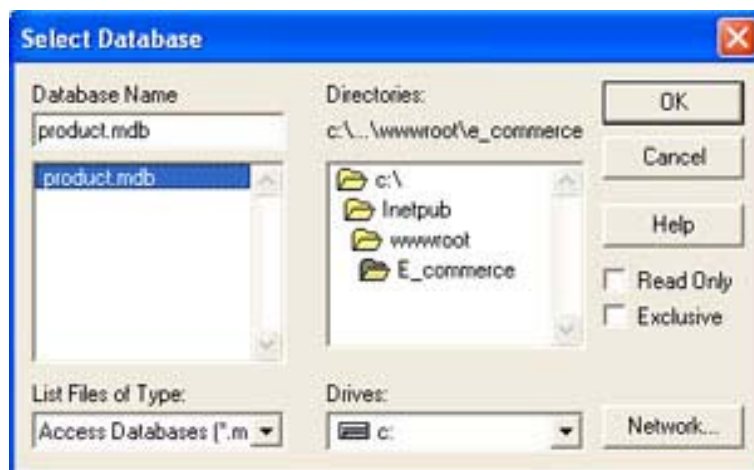 Select Database
Database Name
product.mdb
product.mdb
List Files of Type:
Access Databases (*.m
Directories:
c:\...\wwwroot\e_commerce
c:\
Inetpub
wwwroot
E_commerce
Drives:
c:
OK
Cancel
Help
Read Only
Exclusive
Network...